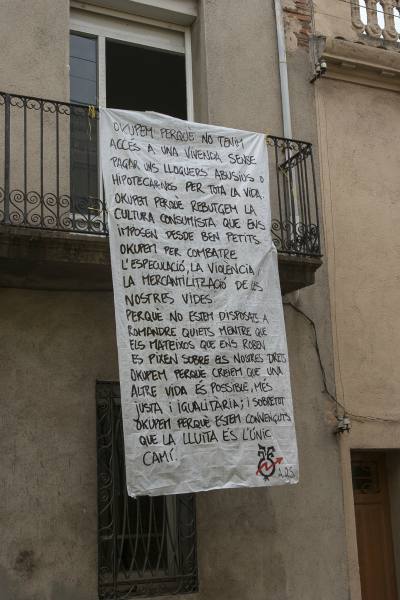 OKUPEM PERQUÈ NO TENIM
ACCÉS A UNA VIVENDA SENSE
PAGAR UNS LLOGUERS ABUSIUS O
HIPOTECAR-NOS PER TOTA LA VIDA.
OKUPEM PERQUÈ REBUTGEM LA
CULTURA CONSUMISTA QUE ENS
IMPOSEN DESDE BEN PETITS.
OKUPEM PER COMBATRE
L'ESPECULACIÓ, LA VIOLÈNCIA
LA MERCANTILITZACIÓ DE LES
NOSTRES VIDES.
PERQUÈ NO ESTEM DISPOSATS A
ROMANDRE QUIETS MENTRE QUE
ELS MATEIXOS QUE ENS ROBEN
ES PIXEN SOBRE ELS NOSTRES DRETS
OKUPEM PERQUÈ CREIEM QUE UNA
ALTRE VIDA ÉS POSSIBLE, MÉS
JUSTA I IGUALITARIA; I SOBRETOT
OKUPEM PERQUÈ ESTEM CONVENÇUTS
QUE LA LLUITA ÉS L'ÚNIC
CAMÍ.